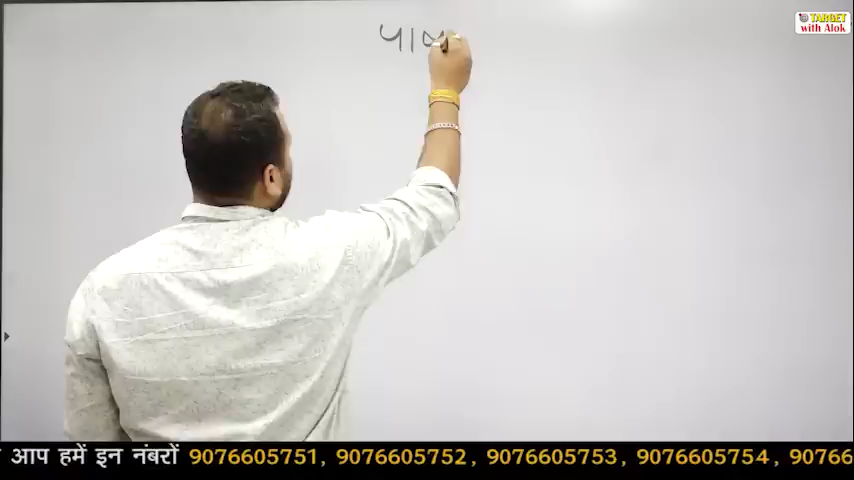 पाष
TARGET
with Alok
आप हमें इन नंबरों 9076605751, 9076605752, 9076605753, 9076605754, 90766